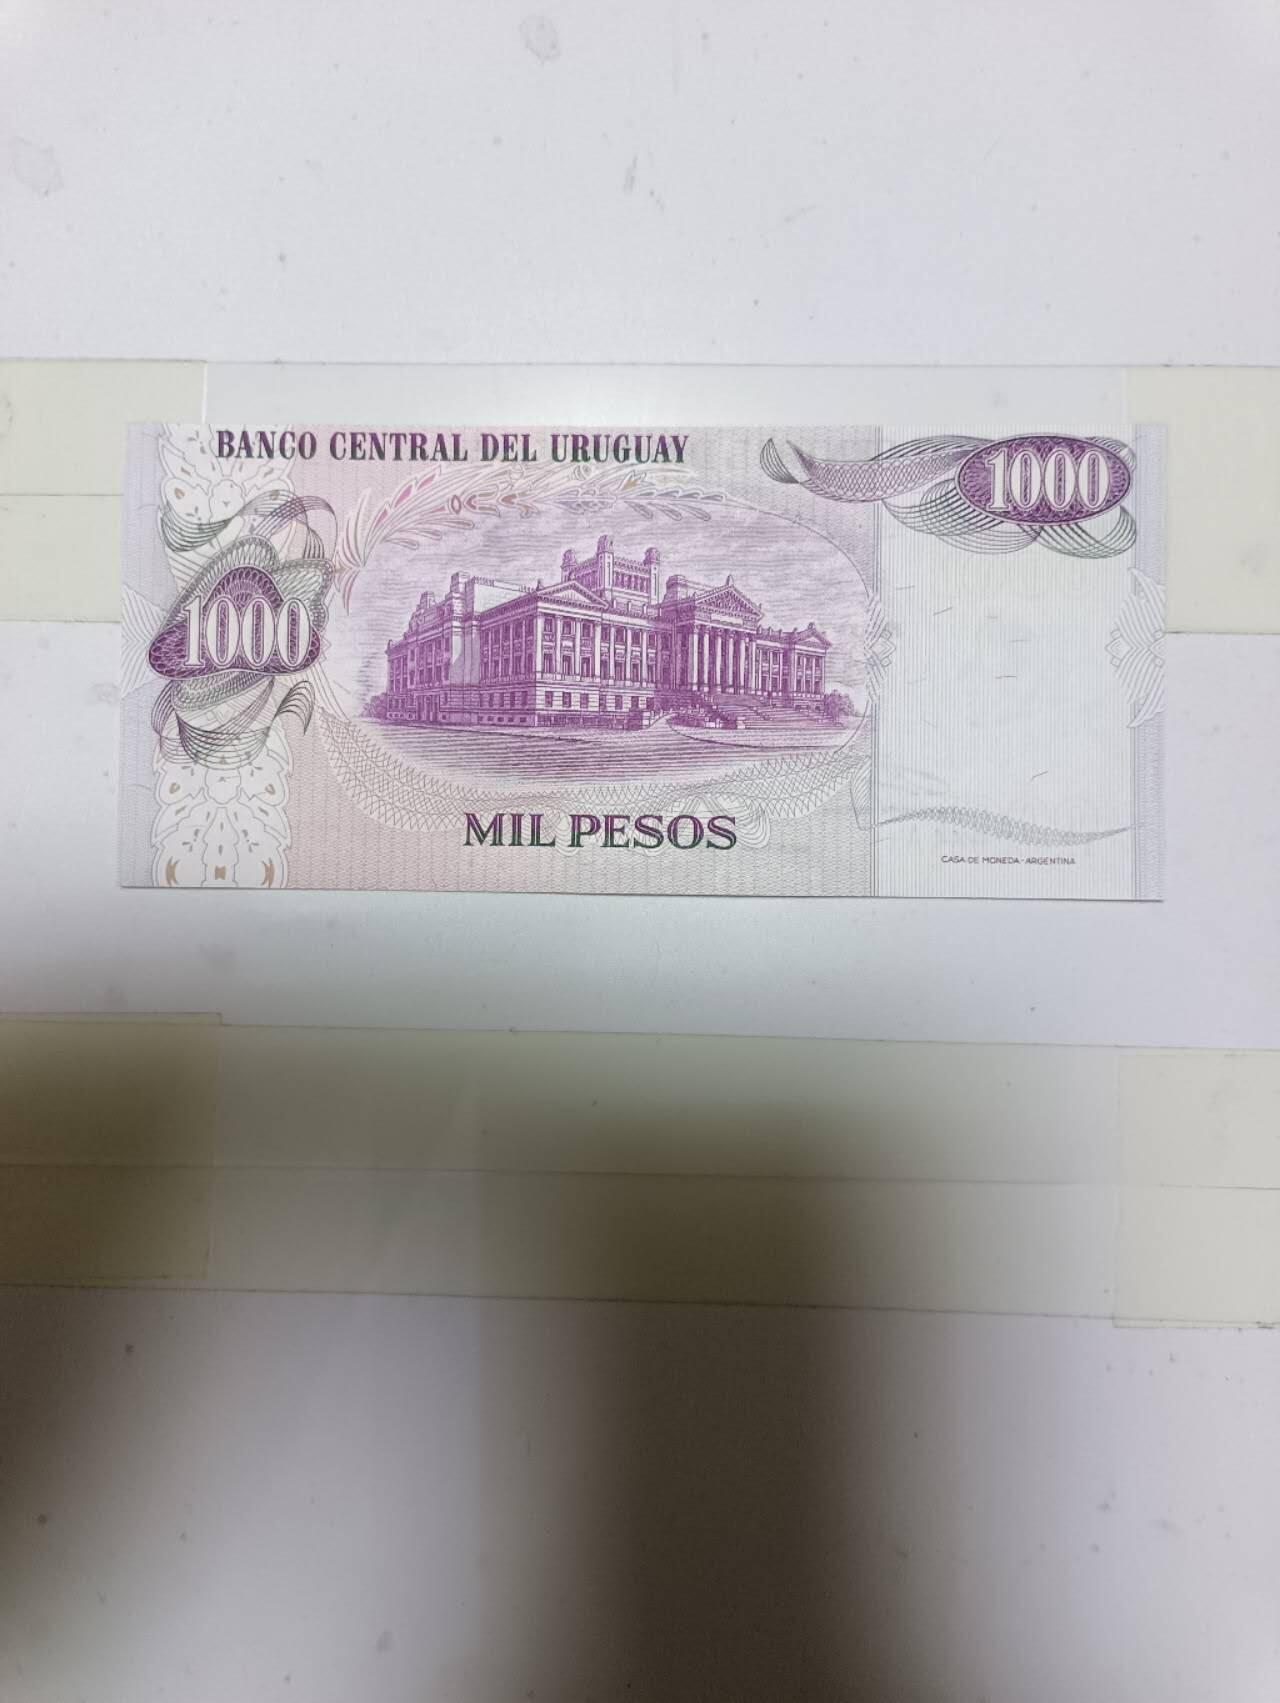 BANCO CENTRAL DEL URUGUAY
1000
1000
MIL PESOS
CASA DE MONEDA-ARGENTINA